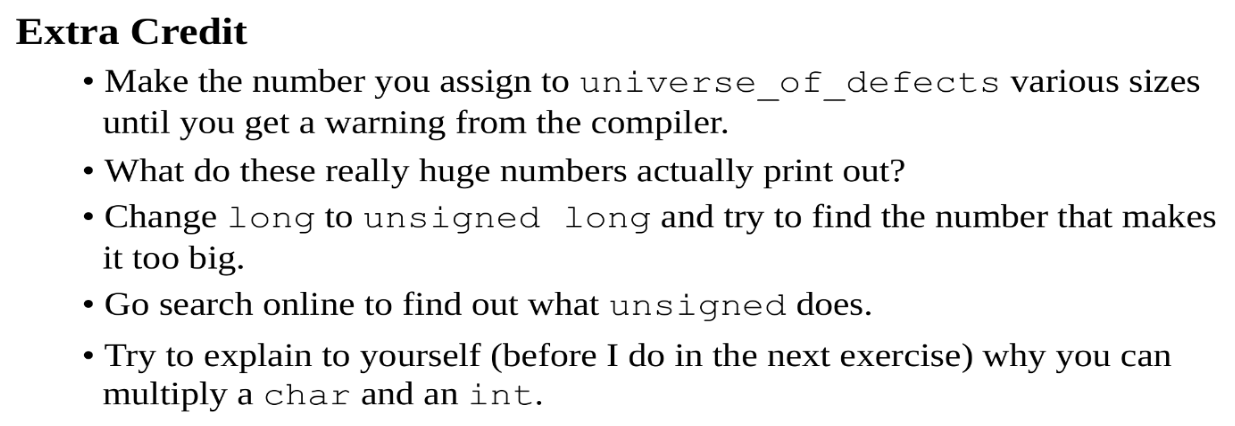 Extra Credit
• Make the number you assign to universe_of_defects various sizes
until you get a warning from the compiler.
• What do these really huge numbers actually print out?
• Change long to unsigned long and try to find the number that makes
it too big.
• Go search online to find out what unsigned does.
• Try to explain to yourself (before I do in the next exercise) why you can
multiply a char and an int.